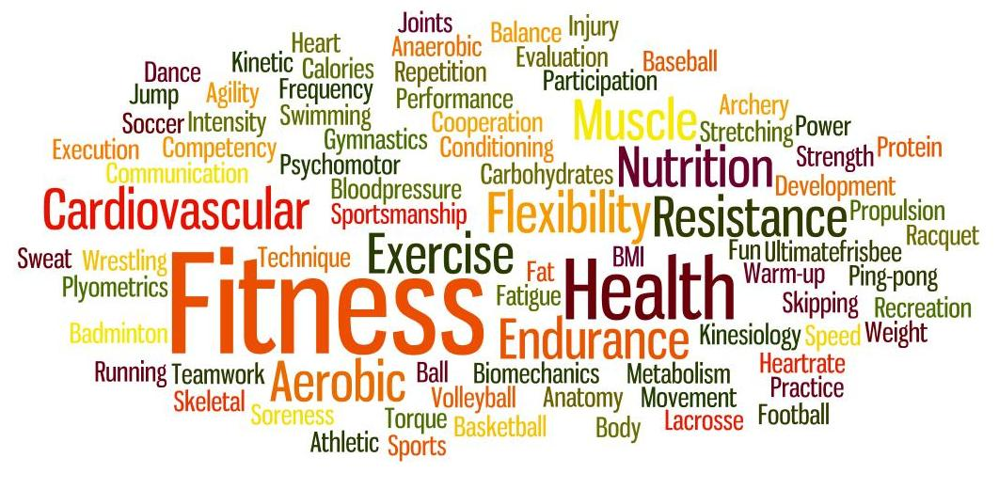 Joints
Balance Injury
Heart Anaerobic
Kinetic Calories Repetition Evaluation Baseball
Dance Participation
Jump Agility Frequency Performance Archery
Soccer Intensity Swimming Cooperation Muscle Stretching Power
Execution Competency Gymnastics Conditioning Strength Protein
Communication Psychomotor Carbohydrates Nutrition Development
Bloodpressure
Cardiovascular Sportsmanship Flexibility Resistance Propulsion
Racquet
Sweat Wrestling Technique Exercise BMI Fun Ultimatefrisbee
Plyometrics Fitness Fat Fatigue Health Warm-up Ping-pong
Skipping Recreation
Badminton Endurance Kinesiology Speed Weight
Heartrate
Running Teamwork Aerobic Ball Biomechanics Metabolism Practice
Skeletal Volleyball Anatomy Movement
Soreness Torque Basketball Body Lacrosse Football
Athletic Sports